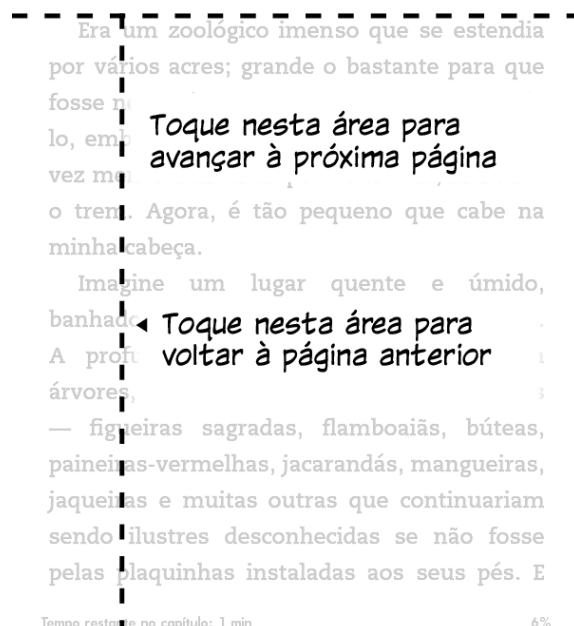 Era um zoológico imenso que se estendia
por vários acres; grande o bastante para que
fosse
Toque nesta área para
lo,
avançar à próxima página
vez
o trem. Agora, é tão pequeno que cabe na
minha cabeça.
Imagine um lugar quente e úmido,
Toque nesta área para
A
voltar à página anterior
árvores,
— figueiras sagradas, flamboaiãs, búteas,
paineiras-vermelhas, jacarandás, mangueiras,
jaqueiras e muitas outras que continuariam
sendo ilustres desconhecidas se não fosse
pelas plaquinhas instaladas aos seus pés. E
Tempo restante no capítulo: 1 min
6%